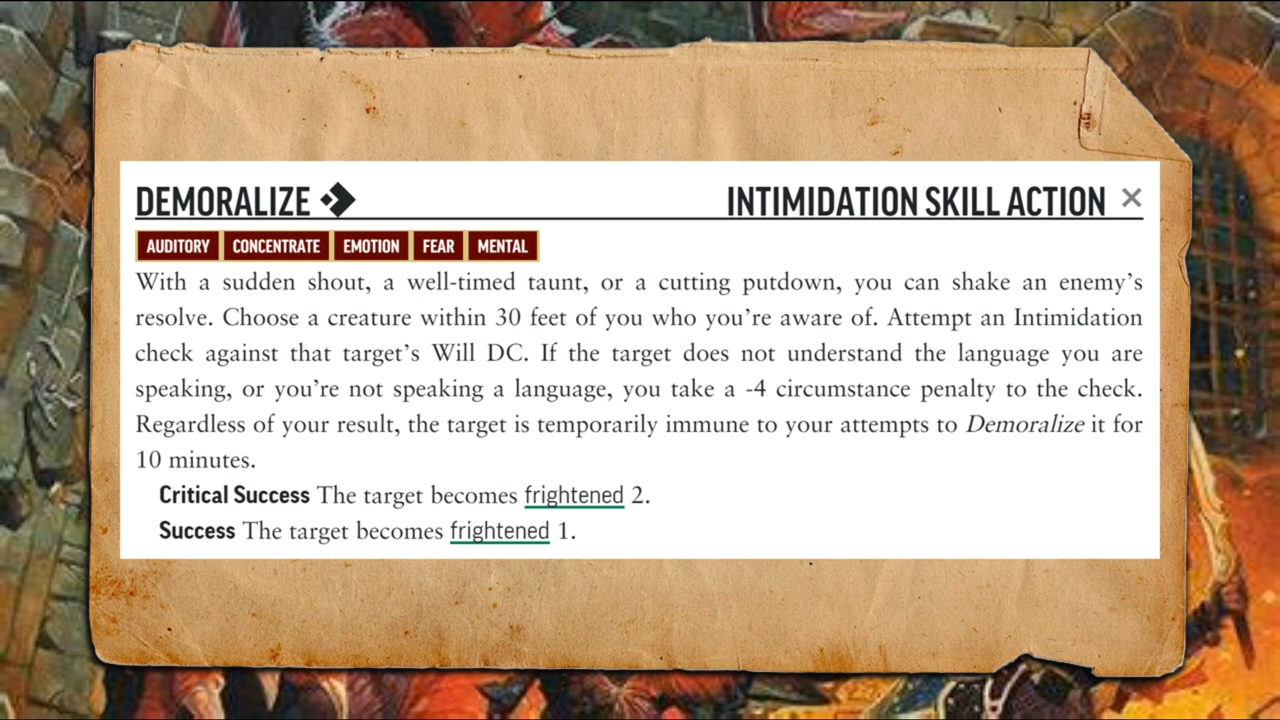 DEMORALIZE INTIMIDATION SKILL ACTION ×
AUDITORY CONCENTRATE EMOTION FEAR MENTAL
With a sudden shout, a well-timed taunt, or a cutting putdown, you can shake an enemy’s
resolve. Choose a creature within 30 feet of you who you’re aware of. Attempt an Intimidation
check against that target’s Will DC. If the target does not understand the language you are
speaking, or you’re not speaking a language, you take a -4 circumstance penalty to the check.
Regardless of your result, the target is temporarily immune to your attempts to Demoralize it for
10 minutes.
Critical Success The target becomes frightened 2.
Success The target becomes frightened 1.